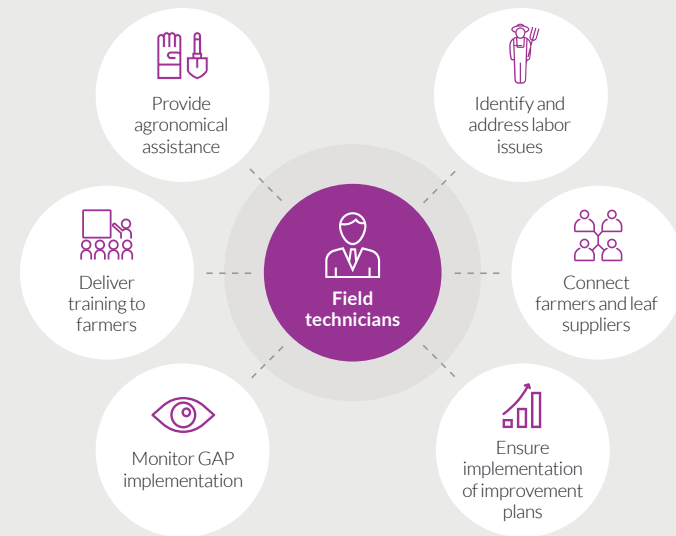 Provide
agronomical
assistance
Identify and
address labor
issues
Deliver
training to
farmers
Field
technicians
Connect
farmers and leaf
suppliers
Monitor GAP
implementation
Ensure
implementation
of improvement
plans